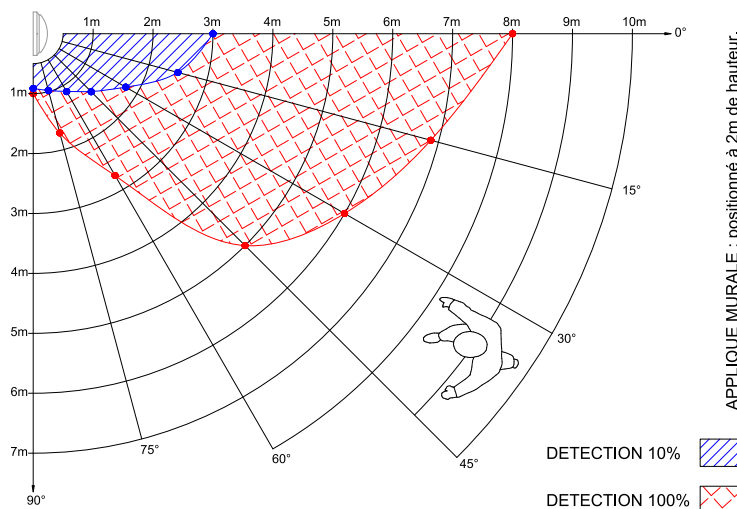 1m 2m 3m 4m 5m 6m 7m 8m 9m 10m
0°
1m
2m
3m
4m
5m
6m
7m
90°
75°
60°
45°
30°
15°
APPLIQUE MURALE : positionné à 2m de hauteur.
DETECTION 10%
DETECTION 100%